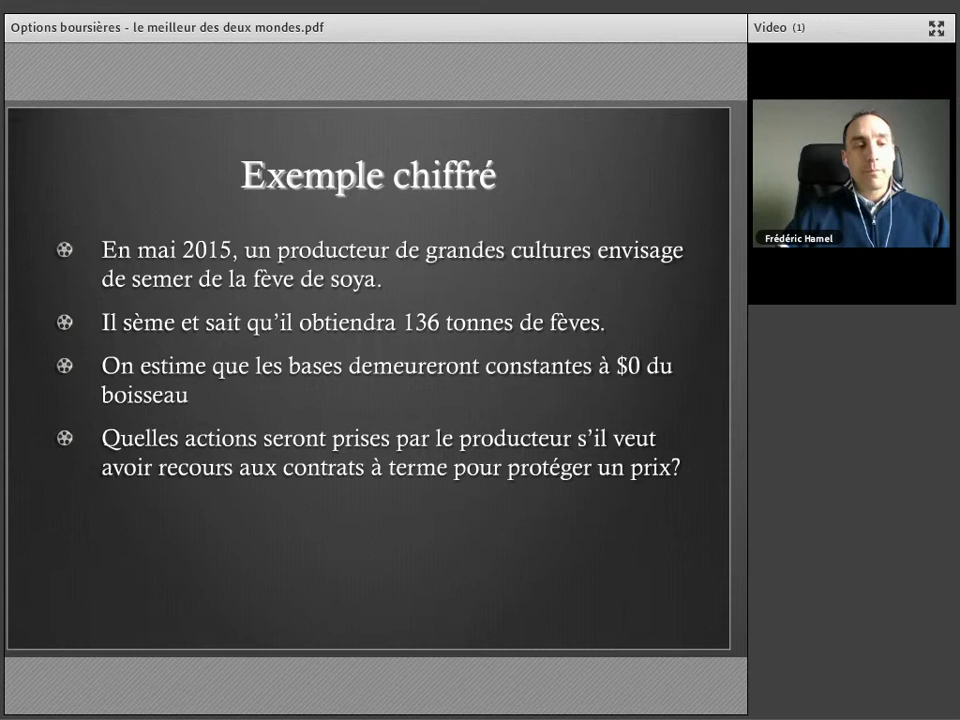 Options boursières - le meilleur des deux mondes.pdf
Video (1)
Exemple chiffré
En mai 2015, un producteur de grandes cultures envisage
de semer de la fève de soya.
Il sème et sait qu'il obtiendra 136 tonnes de fèves.
On estime que les bases demeureront constantes à $0 du
boisseau
Quelles actions seront prises par le producteur s'il veut
avoir recours aux contrats à terme pour protéger un prix?
Frédéric Hamel